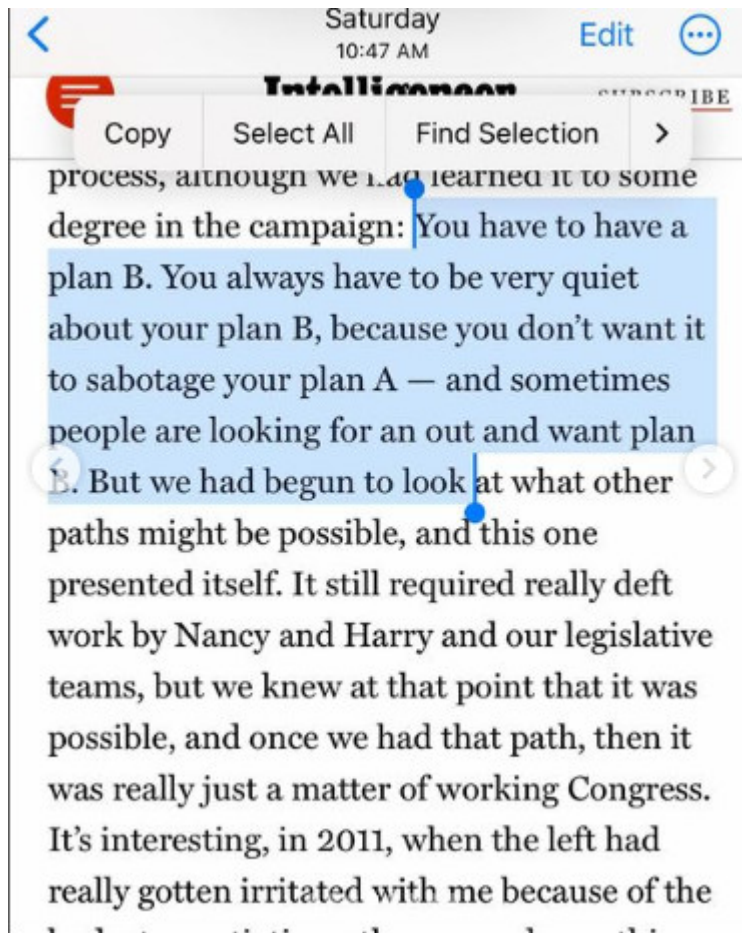 Saturday
Edit
10:47 AM
Intelligencer
SUBSCRIBE
Copy
Select All
Find Selection
process, although we had learned it to some
degree in the campaign: You have to have a
plan B. You always have to be very quiet
about your plan B, because you don’t want it
to sabotage your plan A — and sometimes
people are looking for an out and want plan
B. But we had begun to look at what other
paths might be possible, and this one
presented itself. It still required really deft
work by Nancy and Harry and our legislative
teams, but we knew at that point that it was
possible, and once we had that path, then it
was really just a matter of working Congress.
It’s interesting, in 2011, when the left had
really gotten irritated with me because of the